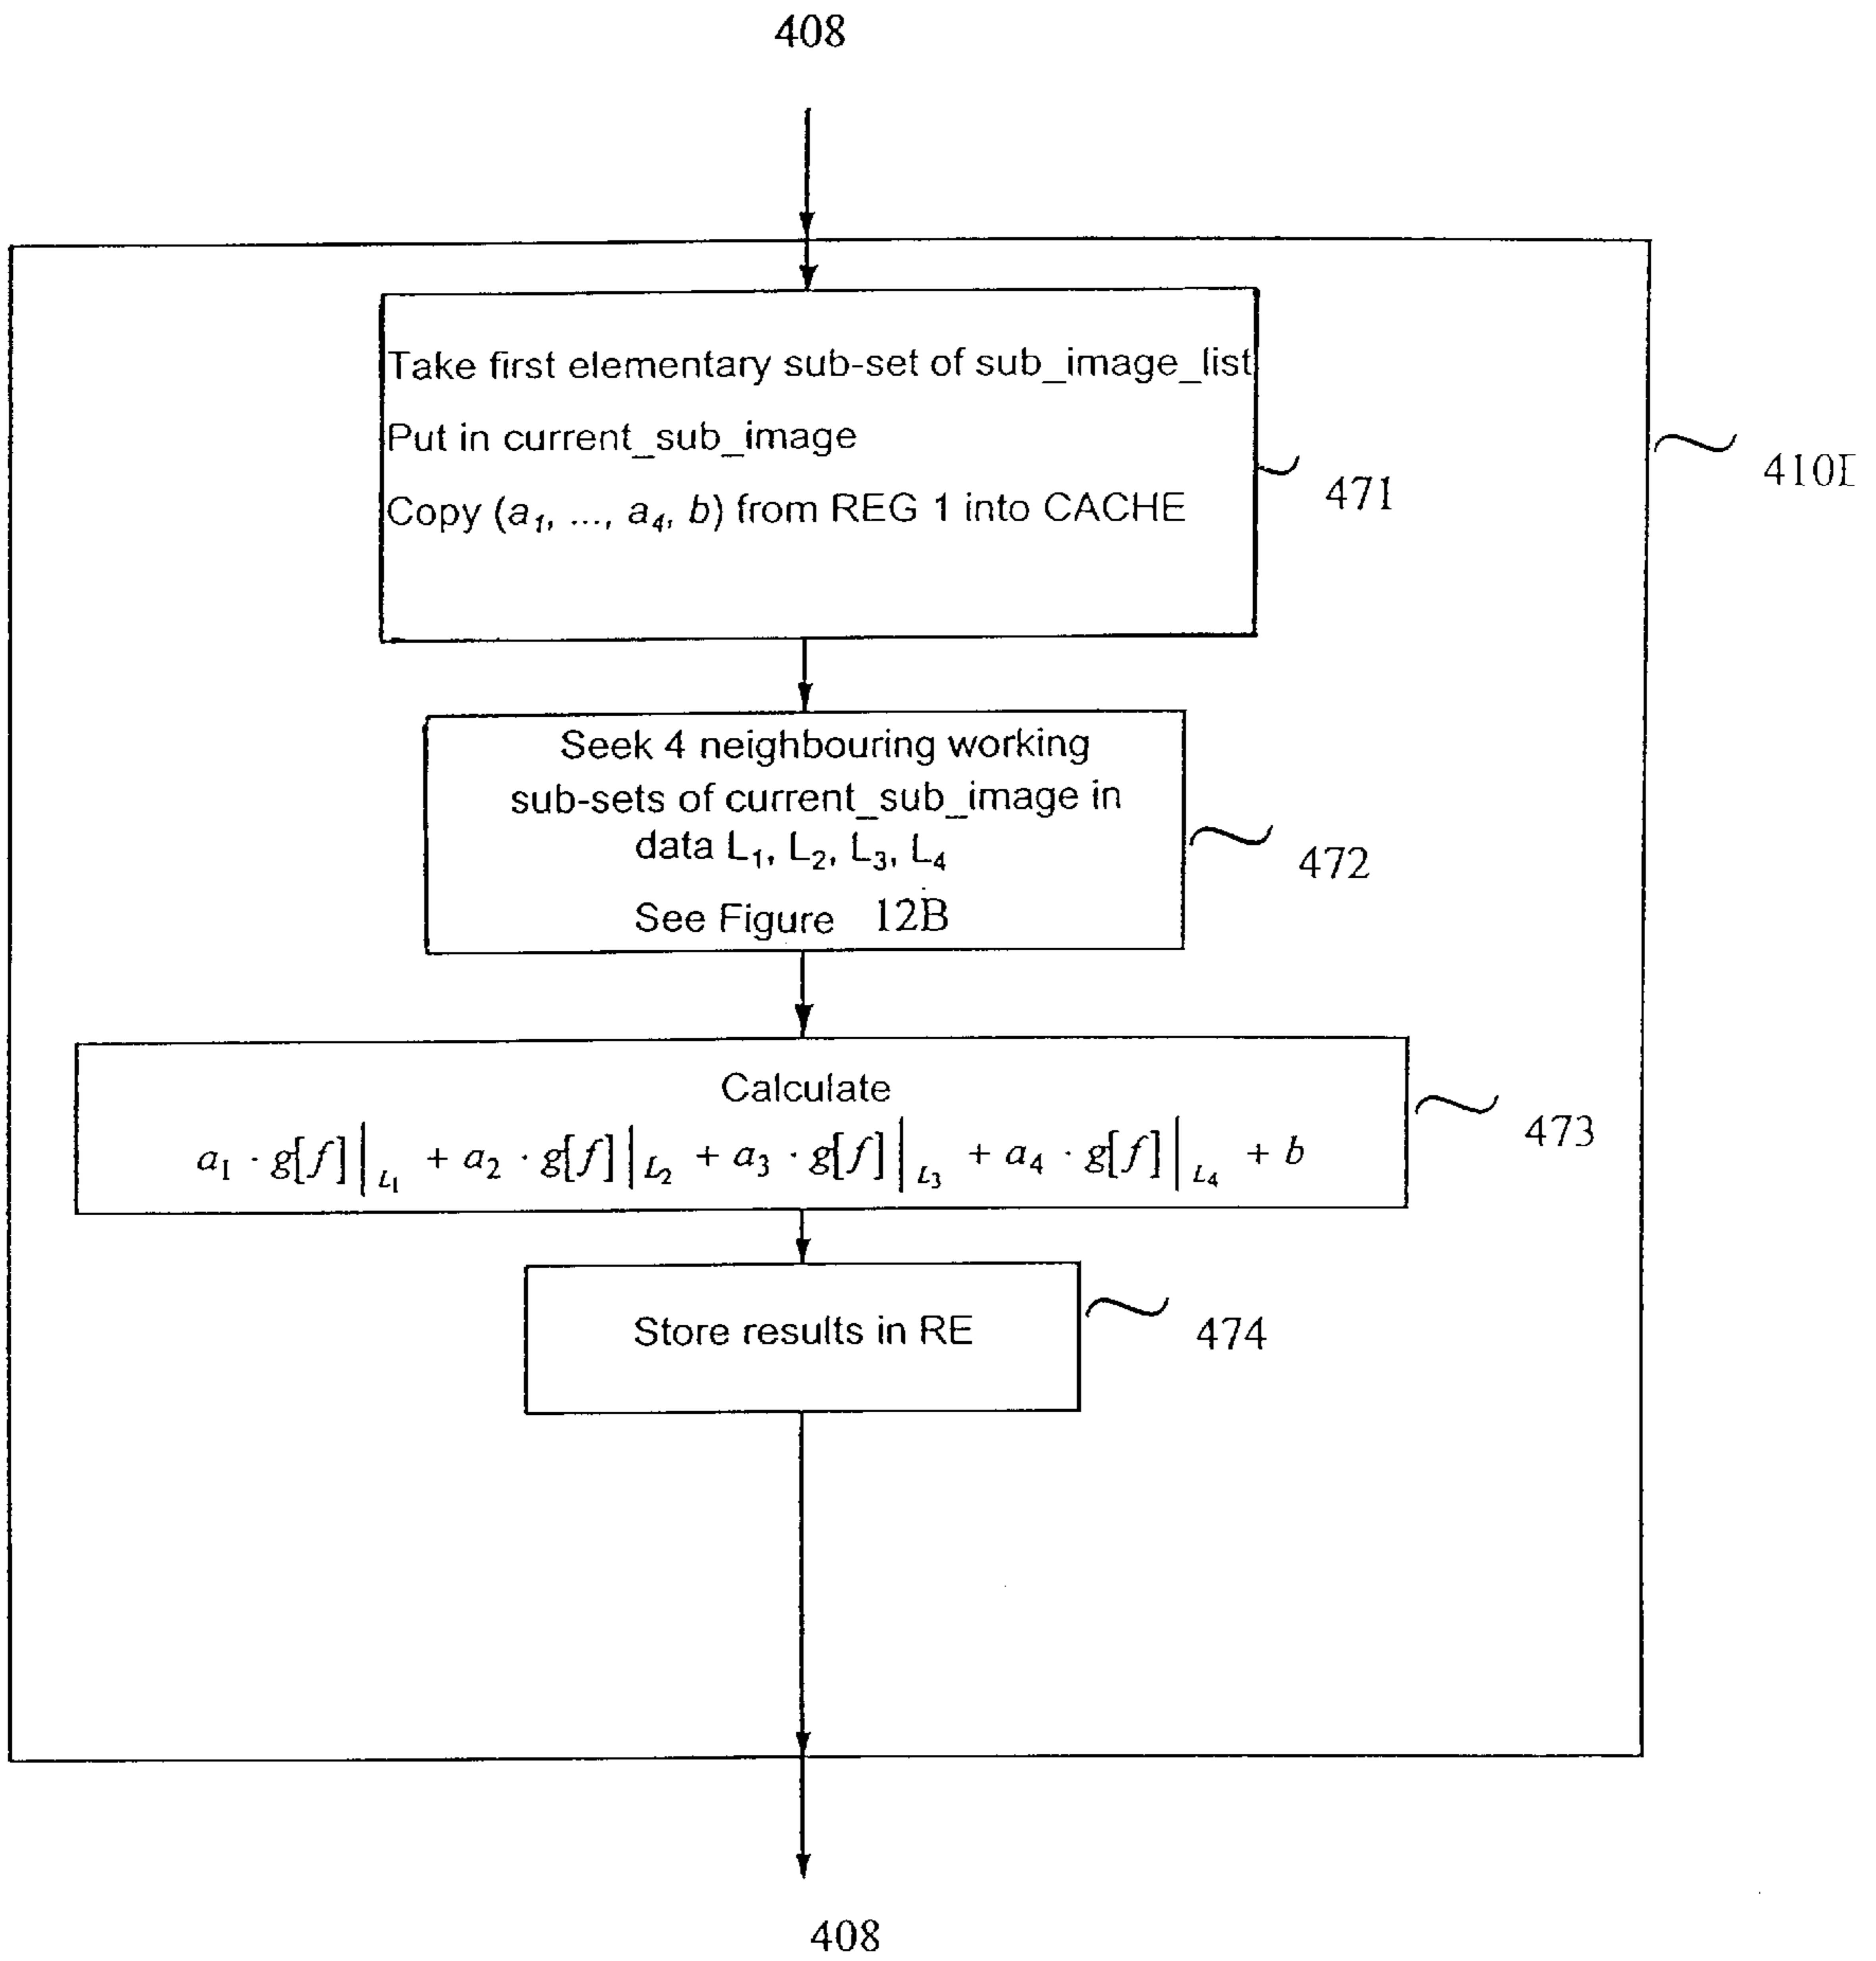 408
Take first elementary sub-set of sub_image_list
Put in current_sub_image
Copy (a₁, ..., a₄, b) from REG 1 into CACHE
471
Seek 4 neighbouring working
sub-sets of current_sub_image in
data L₁, L₂, L₃, L₄
See Figure 12B
472
Calculate
a₁ · g[f]|L₁ + a₂ · g[f]|L₂ + a₃ · g[f]|L₃ + a₄ · g[f]|L₄ + b
473
Store results in RE
474
408